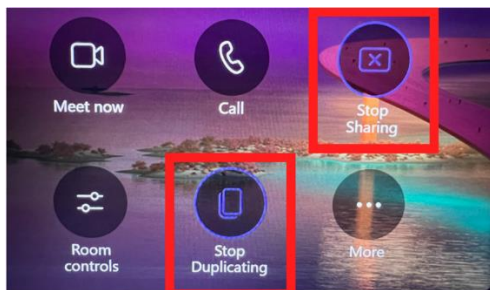 Meet now
Call
Stop
Sharing
Room
controls
Stop
Duplicating
More